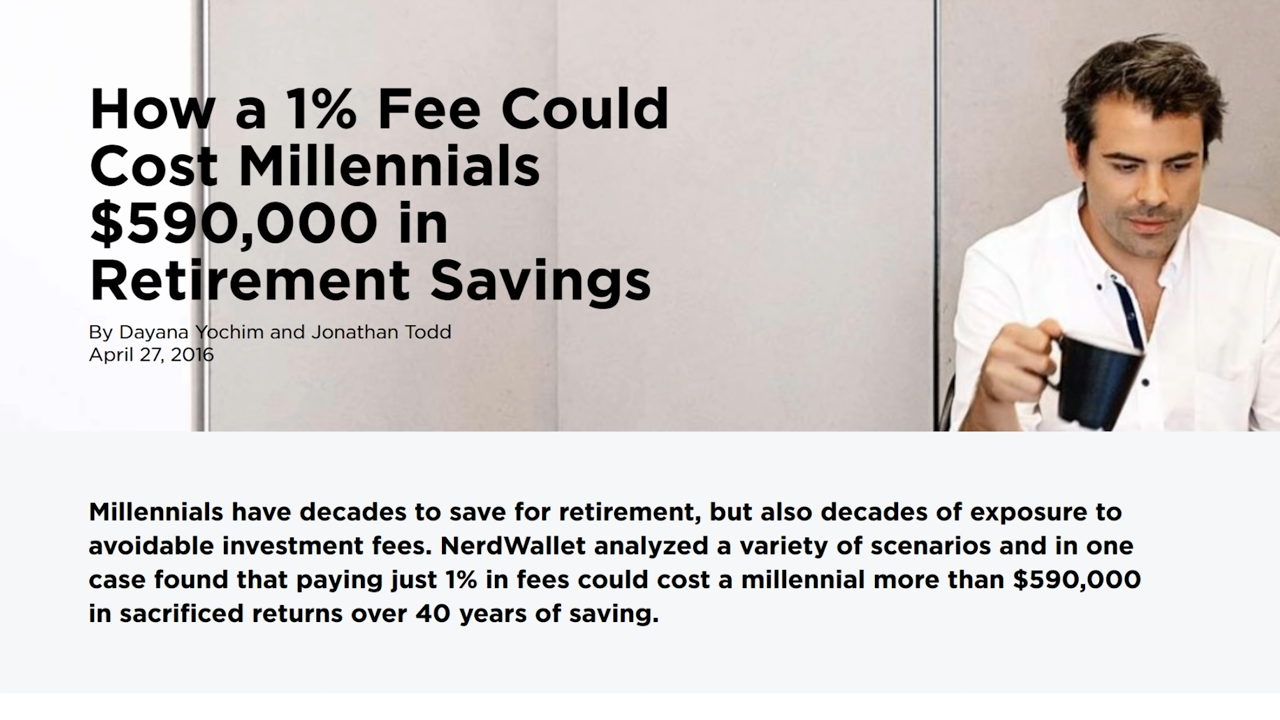 How a 1% Fee Could
Cost Millennials
$590,000 in
Retirement Savings
By Dayana Yochim and Jonathan Todd
April 27, 2016
Millennials have decades to save for retirement, but also decades of exposure to
avoidable investment fees. NerdWallet analyzed a variety of scenarios and in one
case found that paying just 1% in fees could cost a millennial more than $590,000
in sacrificed returns over 40 years of saving.